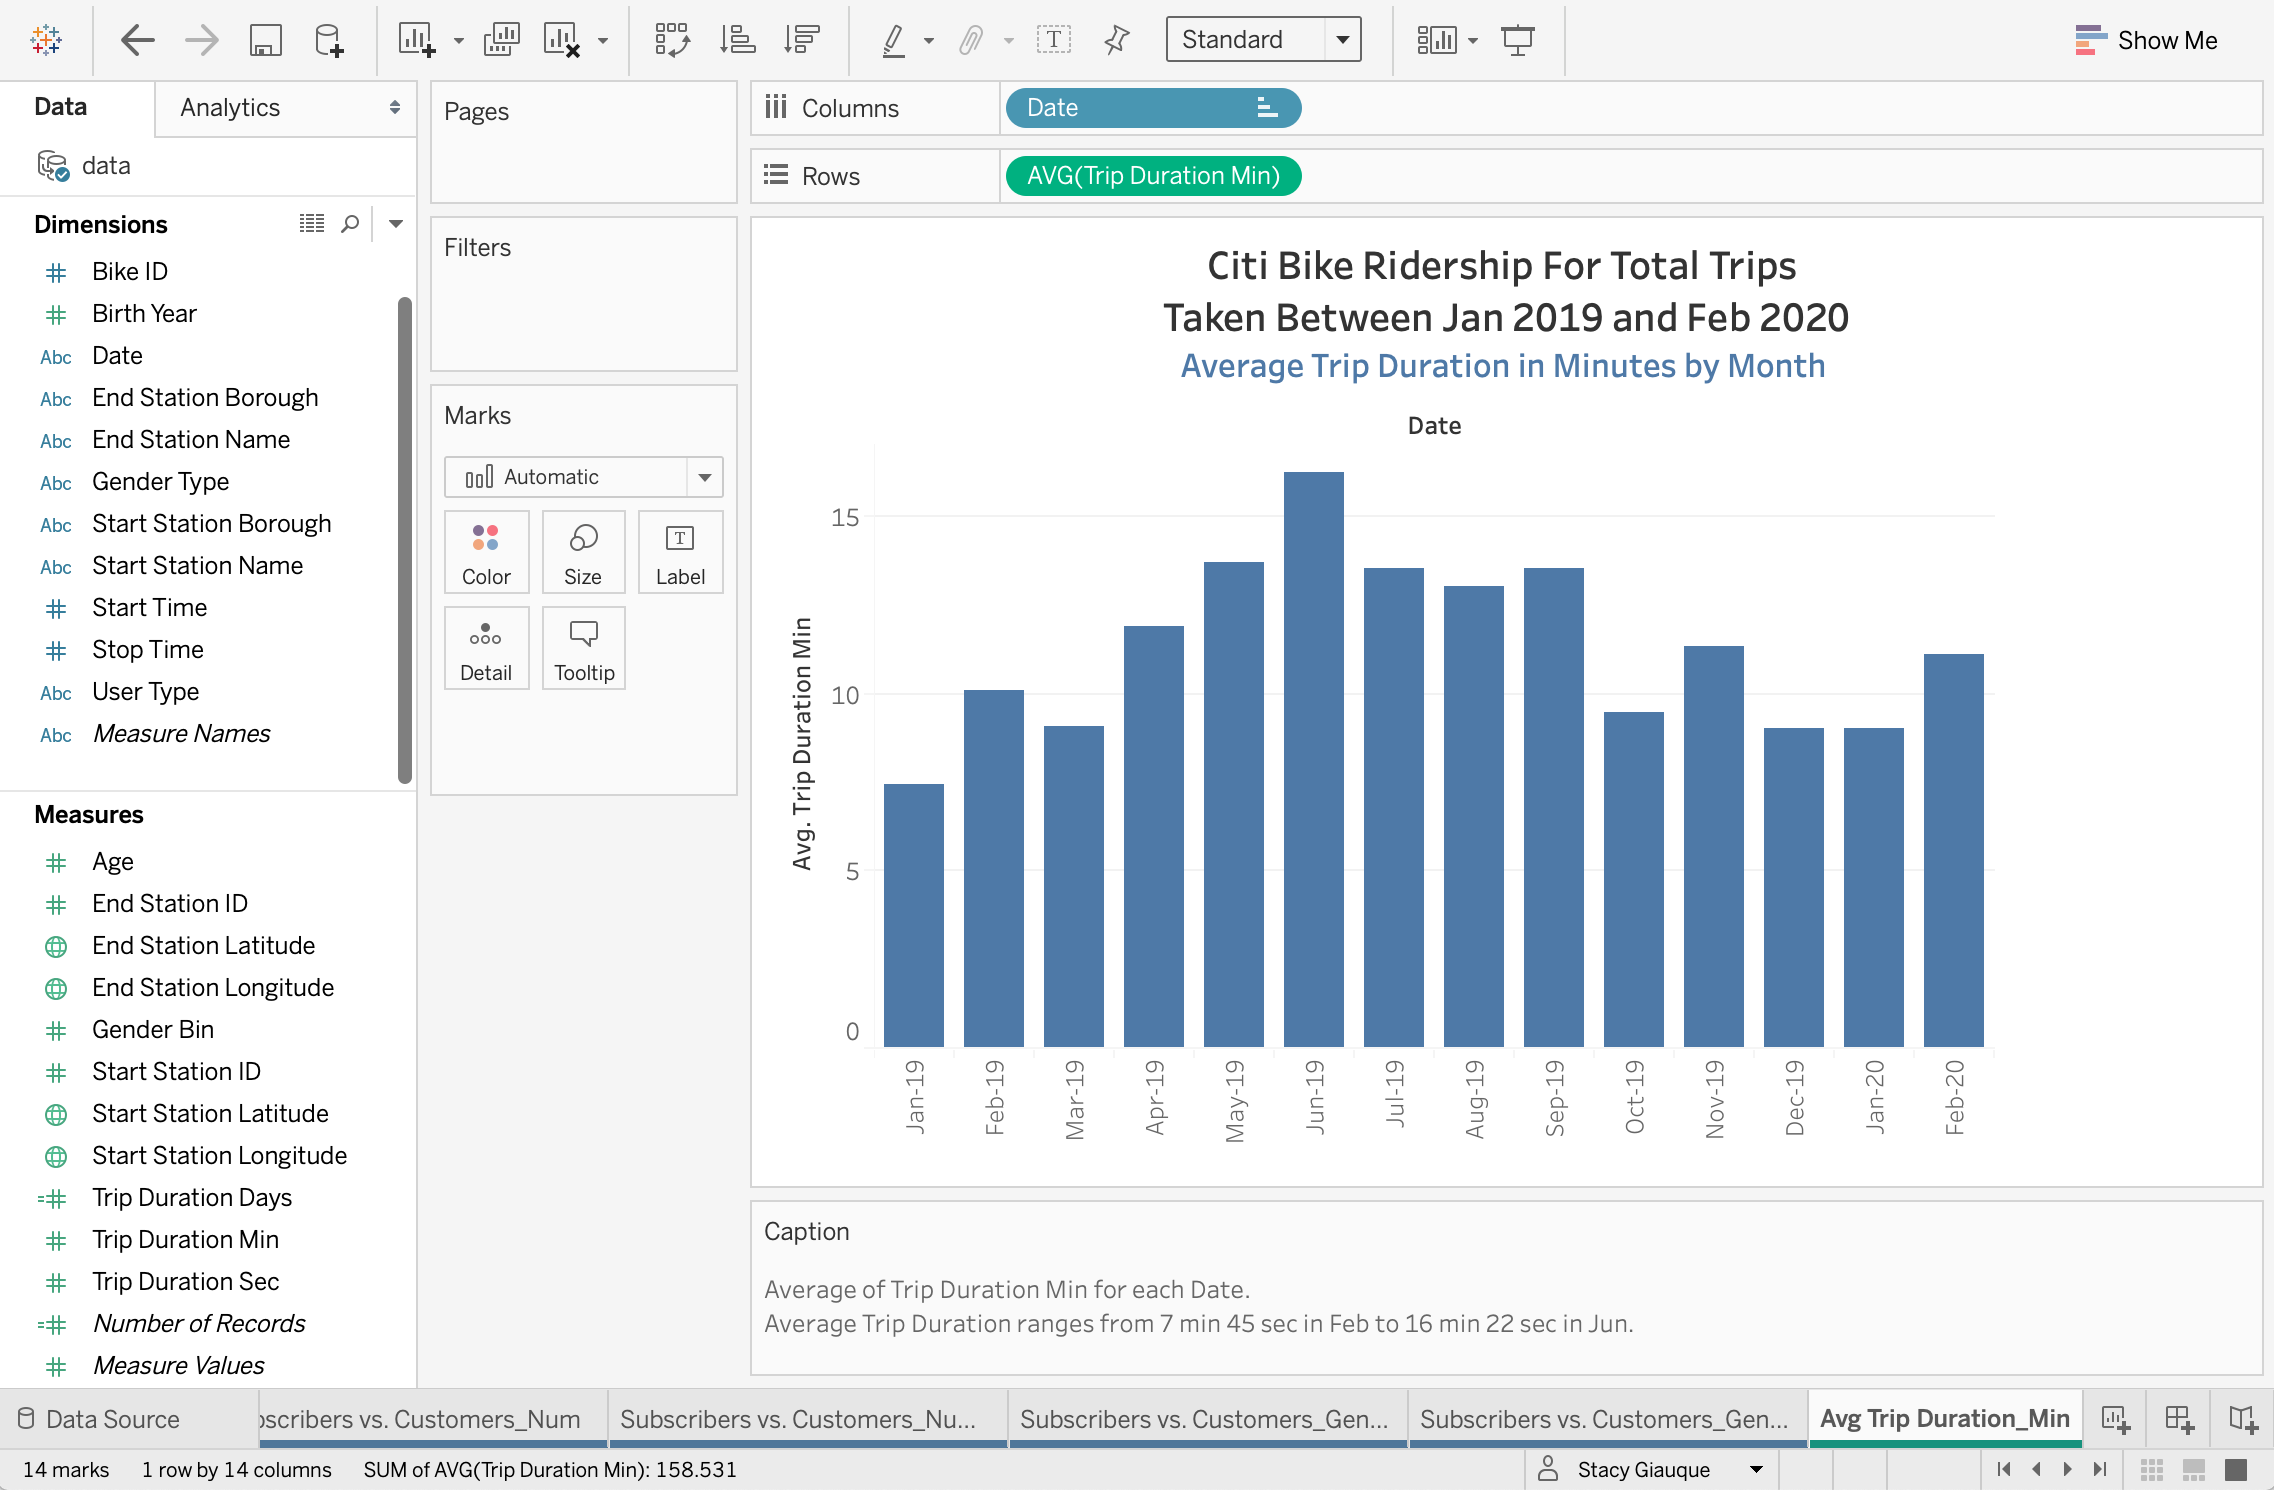 Standard
Show Me
Data
Analytics
data
Dimensions
Bike ID
Birth Year
Abc Date
Abc End Station Borough
Abc End Station Name
Abc Gender Type
Abc Start Station Borough
Abc Start Station Name
Start Time
Stop Time
Abc User Type
Abc Measure Names
Measures
Age
End Station ID
End Station Latitude
End Station Longitude
Gender Bin
Start Station ID
Start Station Latitude
Start Station Longitude
Trip Duration Days
Trip Duration Min
Trip Duration Sec
Number of Records
Measure Values
Pages
Filters
Marks
Automatic
Color Size Label
Detail Tooltip
Columns Date
Rows AVG(Trip Duration Min)
Citi Bike Ridership For Total Trips
Taken Between Jan 2019 and Feb 2020
Average Trip Duration in Minutes by Month
Date
Avg. Trip Duration Min
15
10
5
0
Jan-19 Feb-19 Mar-19 Apr-19 May-19 Jun-19 Jul-19 Aug-19 Sep-19 Oct-19 Nov-19 Dec-19 Jan-20 Feb-20
Caption
Average of Trip Duration Min for each Date.
Average Trip Duration ranges from 7 min 45 sec in Feb to 16 min 22 sec in Jun.
Data Source
bscribers vs. Customers_Num
Subscribers vs. Customers_Nu...
Subscribers vs. Customers_Gen...
Subscribers vs. Customers_Gen...
Avg Trip Duration_Min
14 marks 1 row by 14 columns SUM of AVG(Trip Duration Min): 158.531
Stacy Giauque